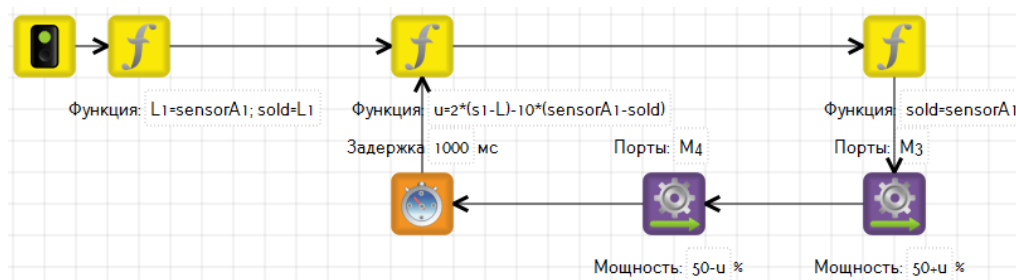 Функция: L1=sensorA1; sold=L1
Функция: u=2*(s1-L)-10*(sensorA1-sold)
Функция: sold=sensorA1
Задержка 1000 мс
Порты: M4
Порты: M3
Мощность: 50-u %
Мощность: 50+u %